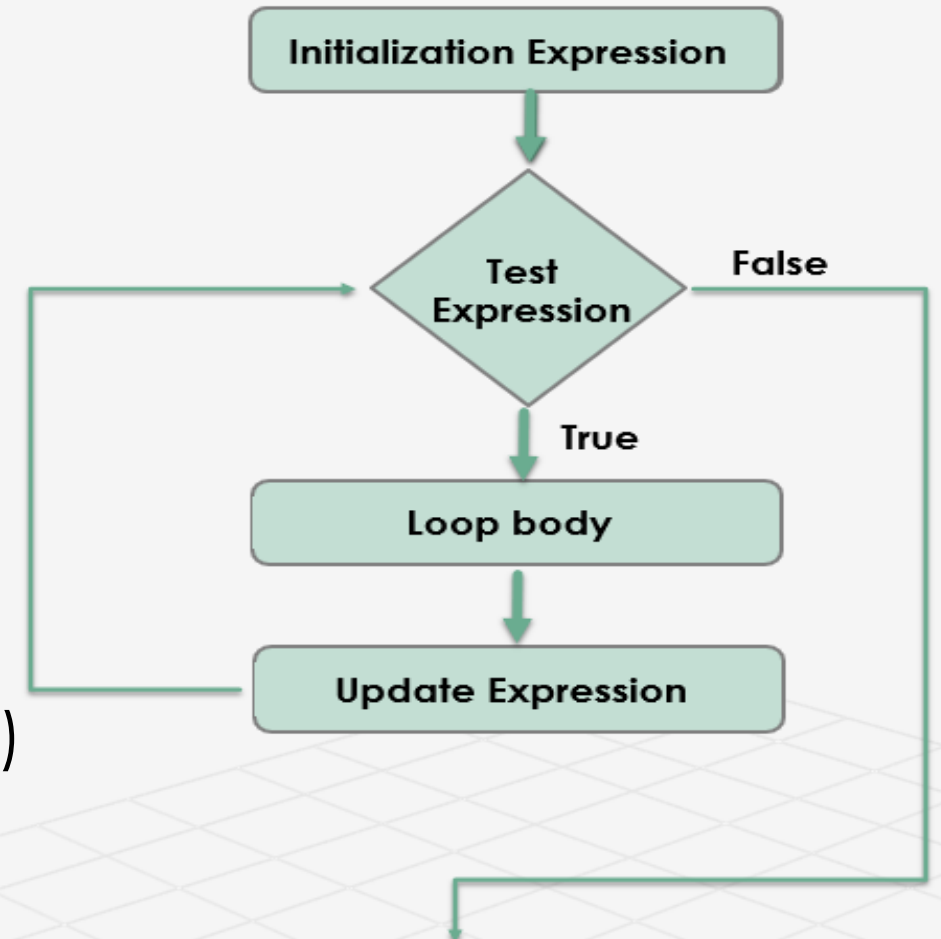 Initialization Expression
Test
Expression
False
True
Loop body
Update Expression
)